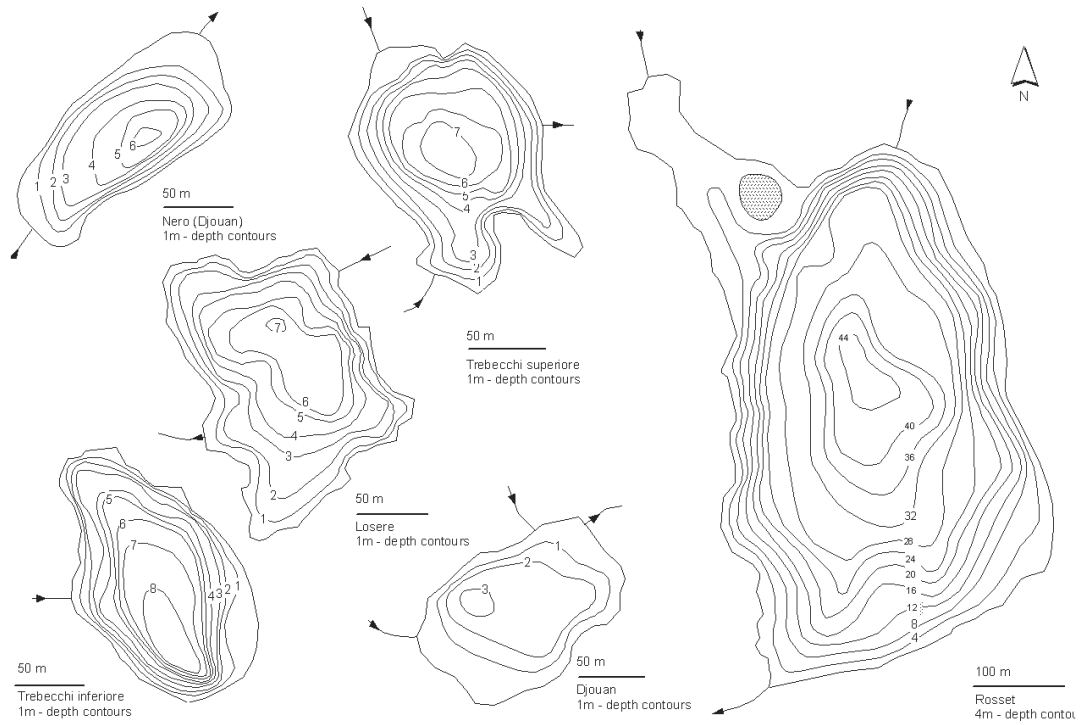 N
1
2
3
4
5
6
50 m
Nero (Djouan)
1m - depth contours
7
6
5
4
3
2
1
50 m
Trebecchi superiore
1m - depth contours
7
6
5
4
3
2
1
50 m
Losere
1m - depth contours
5
6
7
8
4 3 2 1
50 m
Trebecchi inferiore
1m - depth contours
1
2
3
50 m
Djouan
1m - depth contours
44
40
36
32
28
24
20
16
12
8
4
100 m
Rosset
4m - depth contou